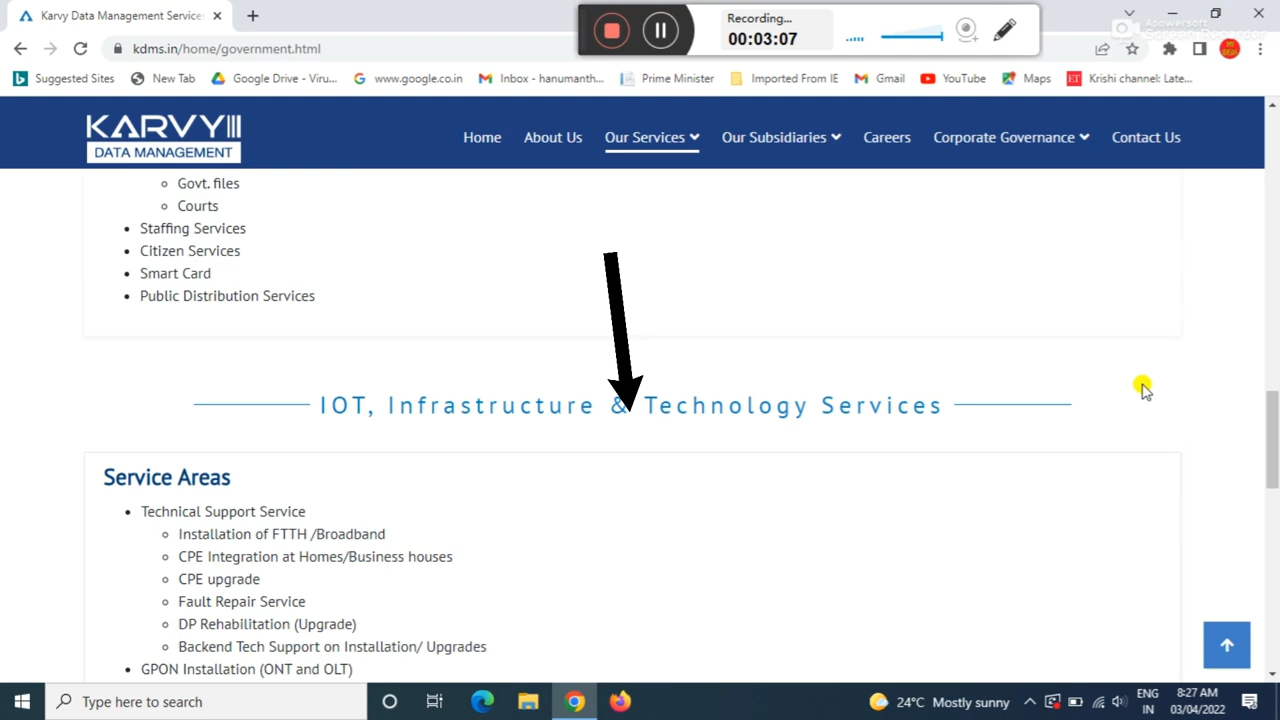 Karvy Data Management Services
Recording...
00:03:07
Apowersoft
Screen Recorder
kdms.in/home/government.html
Suggested Sites New Tab Google Drive - Viru... www.google.co.in Inbox - hanumanth... Prime Minister Imported From IE Gmail YouTube Maps Krishi channel: Late...
KARVY
DATA MANAGEMENT
Home About Us Our Services Our Subsidiaries Careers Corporate Governance Contact Us
Govt. files
Courts
Staffing Services
Citizen Services
Smart Card
Public Distribution Services
IOT, Infrastructure & Technology Services
Service Areas
Technical Support Service
Installation of FTTH /Broadband
CPE Integration at Homes/Business houses
CPE upgrade
Fault Repair Service
DP Rehabilitation (Upgrade)
Backend Tech Support on Installation/ Upgrades
GPON Installation (ONT and OLT)
Type here to search
24°C Mostly sunny
ENG
IN
8:27 AM
03/04/2022